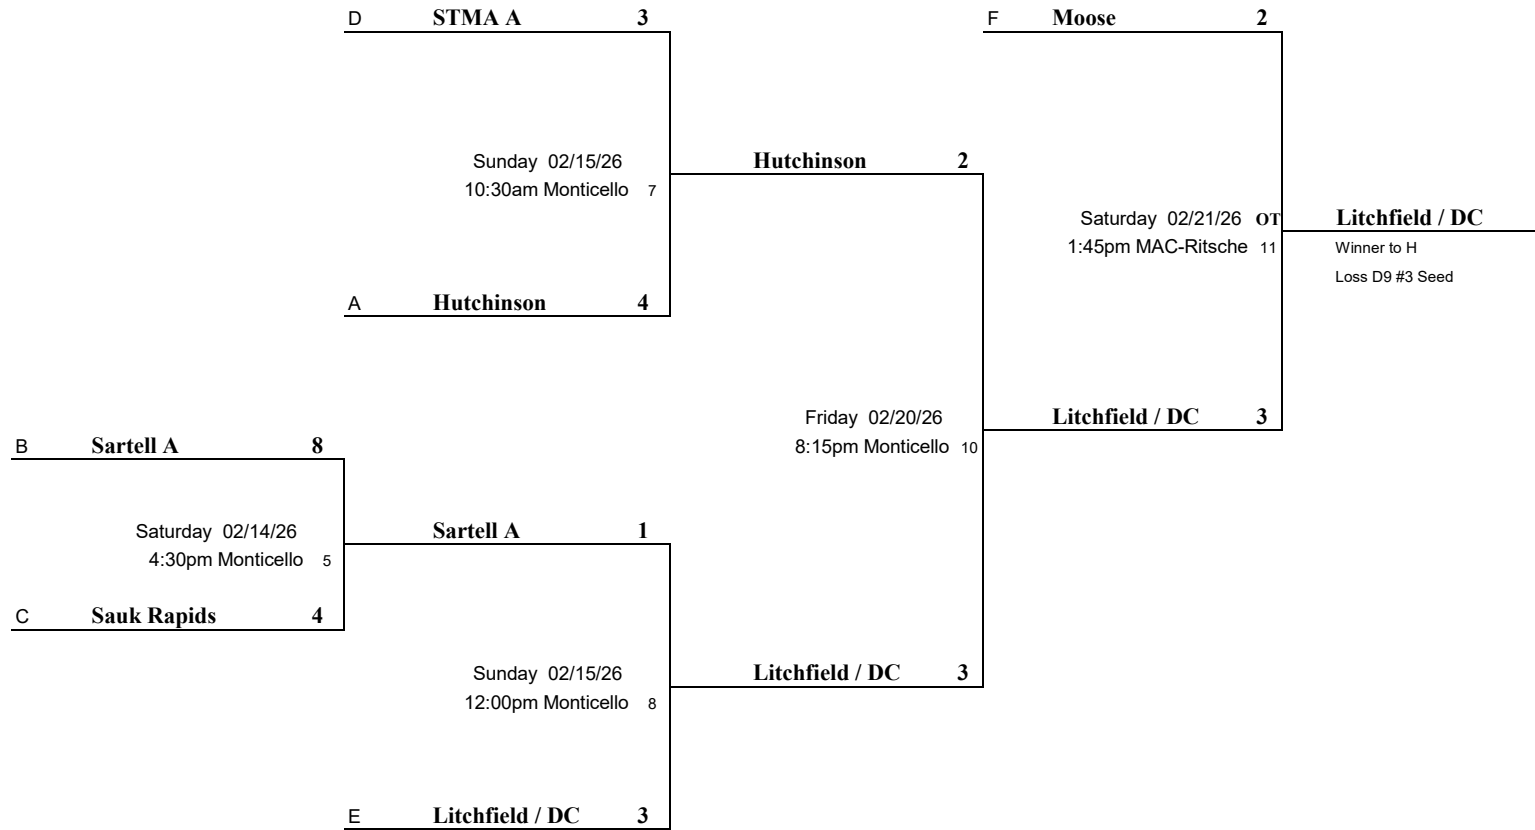 D STMA A 3
F Moose 2
Sunday 02/15/26
10:30am Monticello 7
Hutchinson 2
Saturday 02/21/26 OT
1:45pm MAC-Ritsche 11
Litchfield / DC
Winner to H
Loss D9 #3 Seed
A Hutchinson 4
Friday 02/20/26
8:15pm Monticello 10
Litchfield / DC 3
B Sartell A 8
Saturday 02/14/26
4:30pm Monticello 5
Sartell A 1
C Sauk Rapids 4
Sunday 02/15/26
12:00pm Monticello 8
Litchfield / DC 3
E Litchfield / DC 3